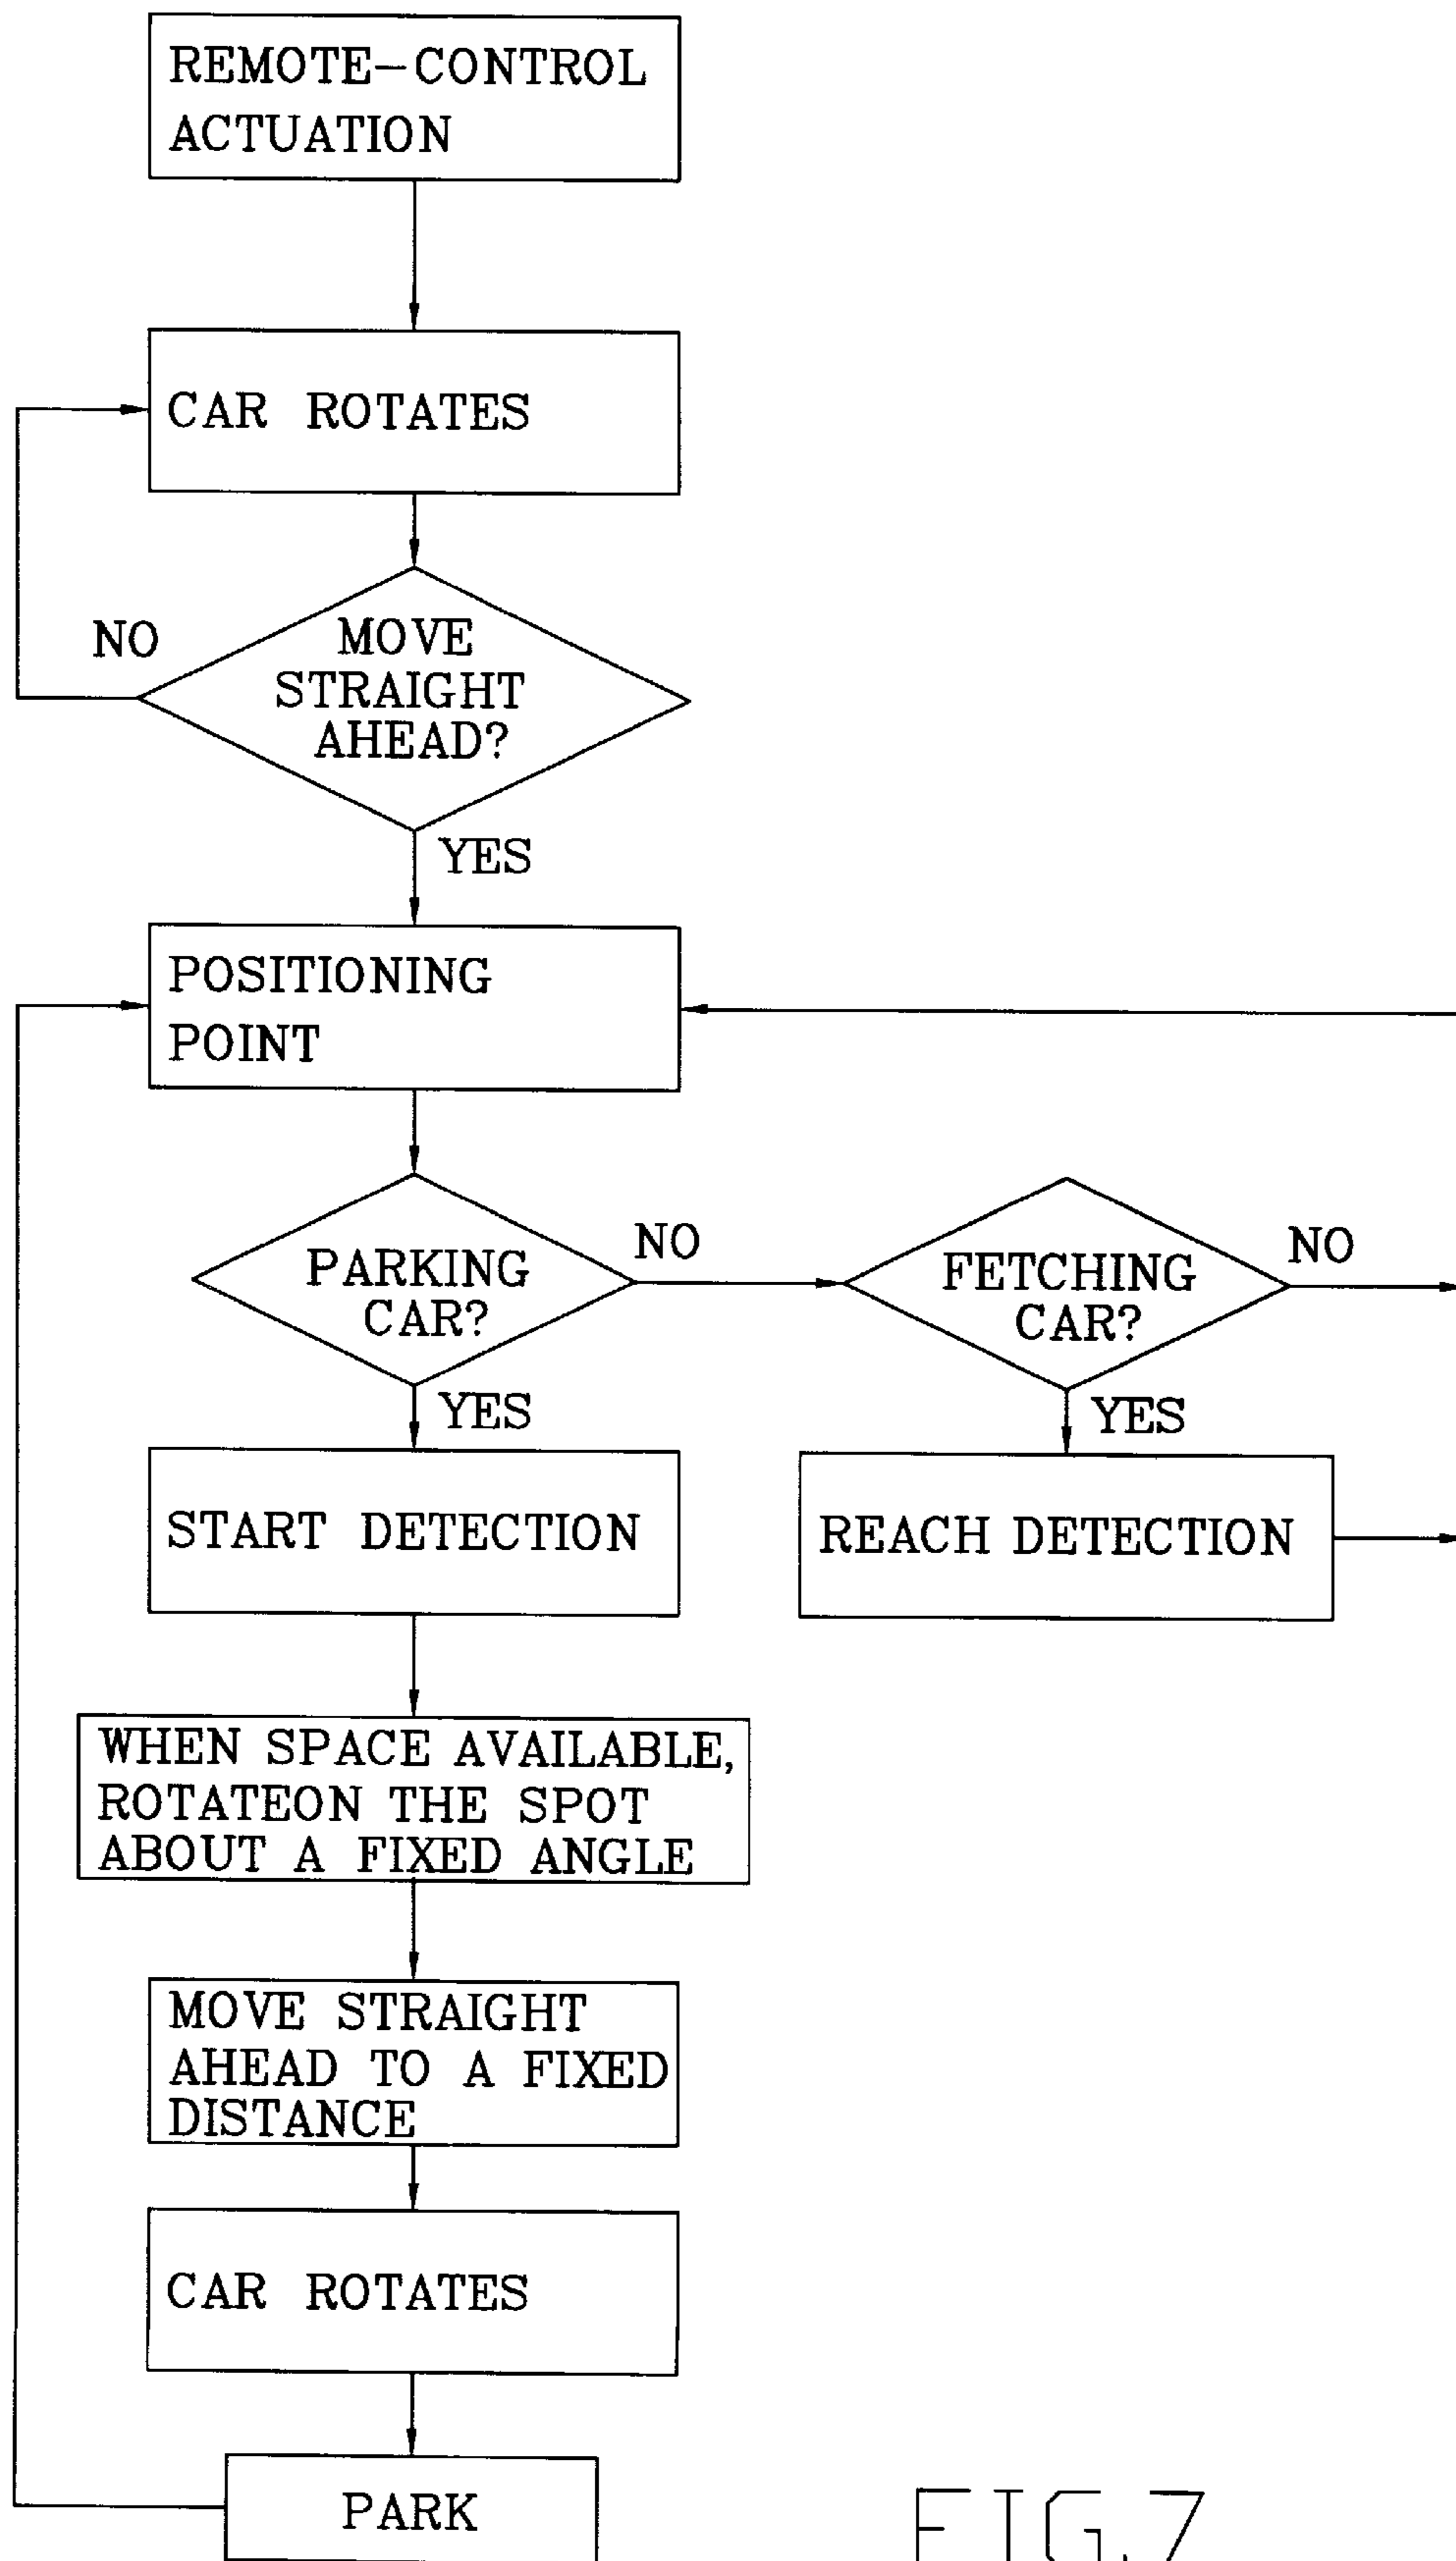 REMOTE-CONTROL
ACTUATION
CAR ROTATES
NO
MOVE
STRAIGHT
AHEAD?
YES
POSITIONING
POINT
PARKING
CAR?
NO
FETCHING
CAR?
NO
YES
YES
START DETECTION
REACH DETECTION
WHEN SPACE AVAILABLE,
ROTATEON THE SPOT
ABOUT A FIXED ANGLE
MOVE STRAIGHT
AHEAD TO A FIXED
DISTANCE
CAR ROTATES
PARK
FIG.7